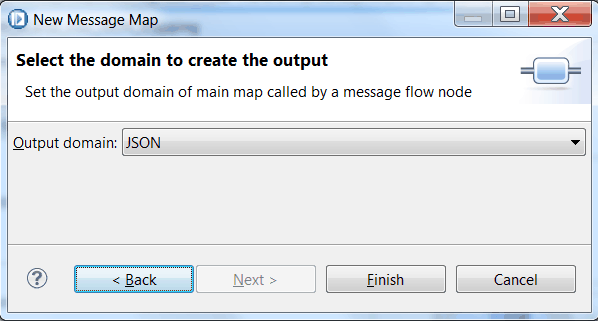 New Message Map
Select the domain to create the output
Set the output domain of main map called by a message flow node
Output domain: JSON
? < Back Next > Finish Cancel